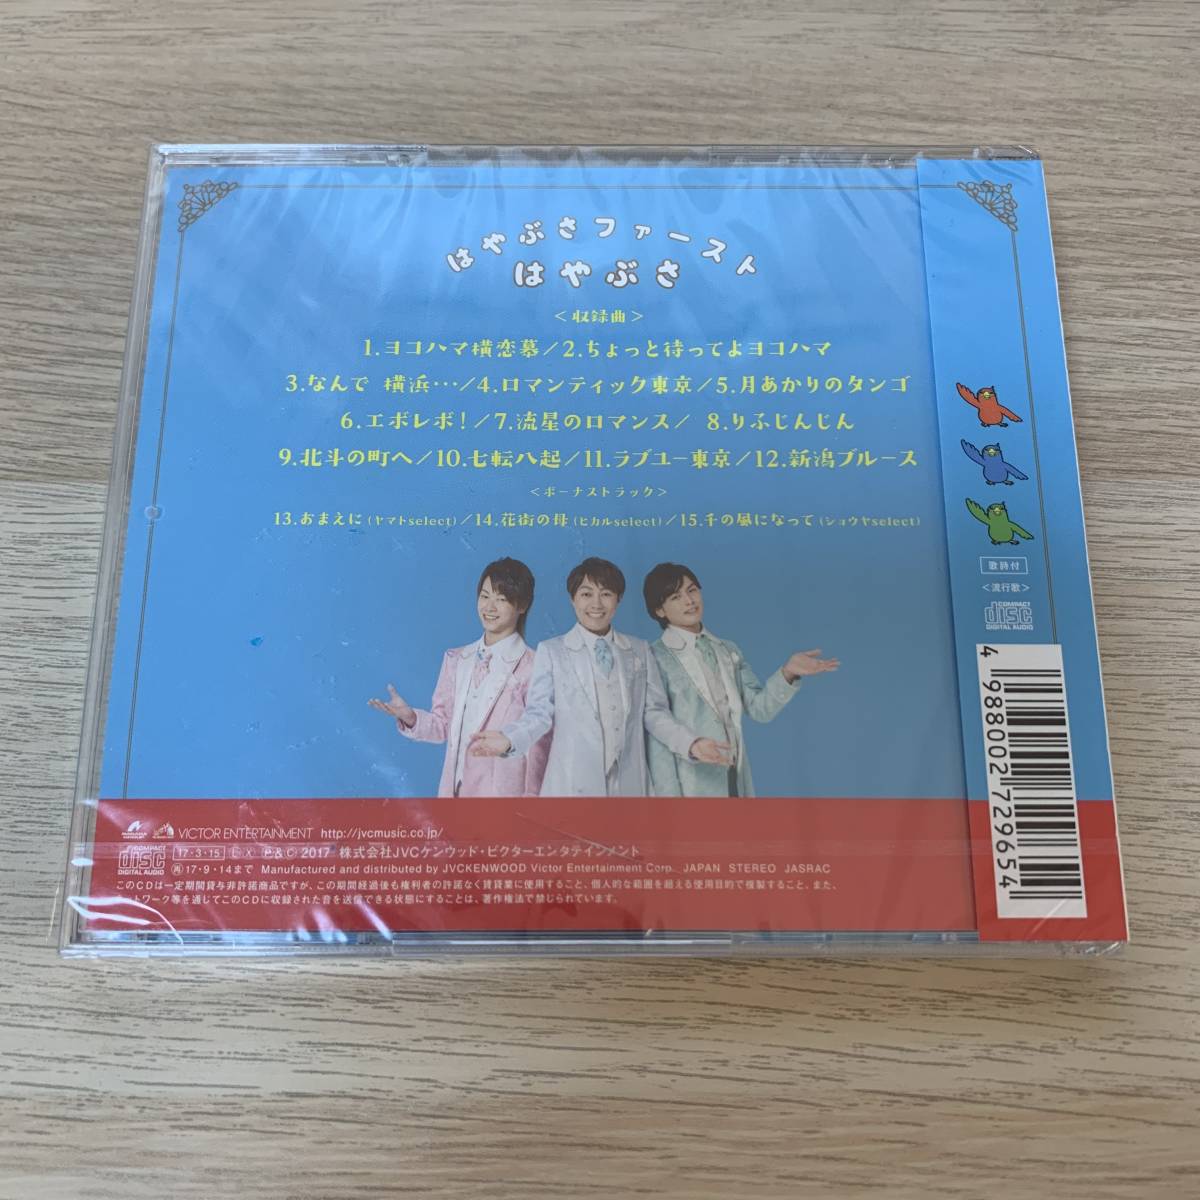 はやぶさファースト
はやぶさ
＜収録曲＞
1.ヨコハマ横恋慕/2.ちょっと待ってよヨコハマ
3.なんで 横浜…/4.ロマンティック東京/5.月あかりのタンゴ
6.エボレボ！/7.流星のロマンス/ 8.りふじんじん
9.北斗の町へ/10.七転八起/11.ラブユー東京/12.新潟ブルース
＜ボーナストラック＞
13.おまえに(ヤマトselect)/14.花街の母(ヒカルselect)/15.千の風になって(ショウヤselect)
歌詩付
＜流行歌＞
COMPACT
disc
DIGITAL AUDIO
4 988002 729654
VICTOR ENTERTAINMENT http://jvcmusic.co.jp/
COMPACT
disc
DIGITAL AUDIO
17・3・15 E X Ⓟ&Ⓒ 2017 株式会社JVCケンウッド・ビクターエンタテインメント
再 17・9・14まで Manufactured and distributed by JVCKENWOOD Victor Entertainment Corp. JAPAN STEREO JASRAC
このCDは一定期間貸与非許諾商品ですが、この期間経過後も権利者の許諾なく賃貸業に使用すること、個人的な範囲を超える使用目的で複製すること、また、
ネットワーク等を通じてこのCDに収録された音を送信できる状態にすることは、著作権法で禁じられています。